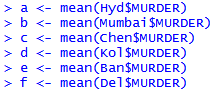 > a <- mean(Hyd$MURDER)
> b <- mean(Mumbai$MURDER)
> c <- mean(Chen$MURDER)
> d <- mean(Kol$MURDER)
> e <- mean(Ban$MURDER)
> f <- mean(Del$MURDER)